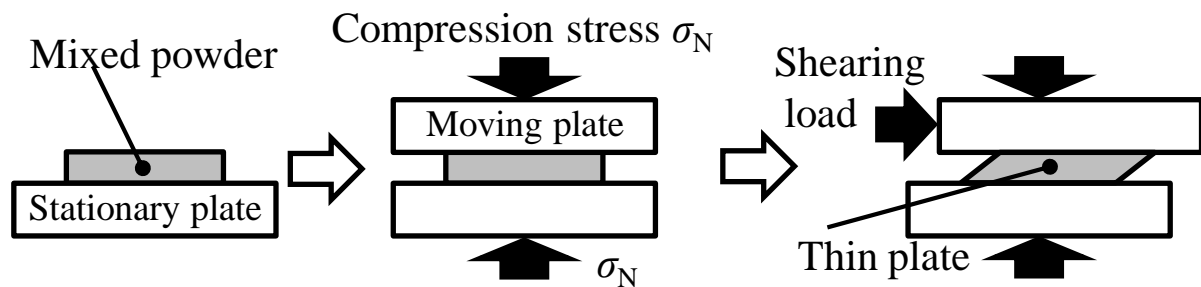 Compression stress σN
Mixed powder
Shearing
load
Moving plate
Stationary plate
Thin plate
σN